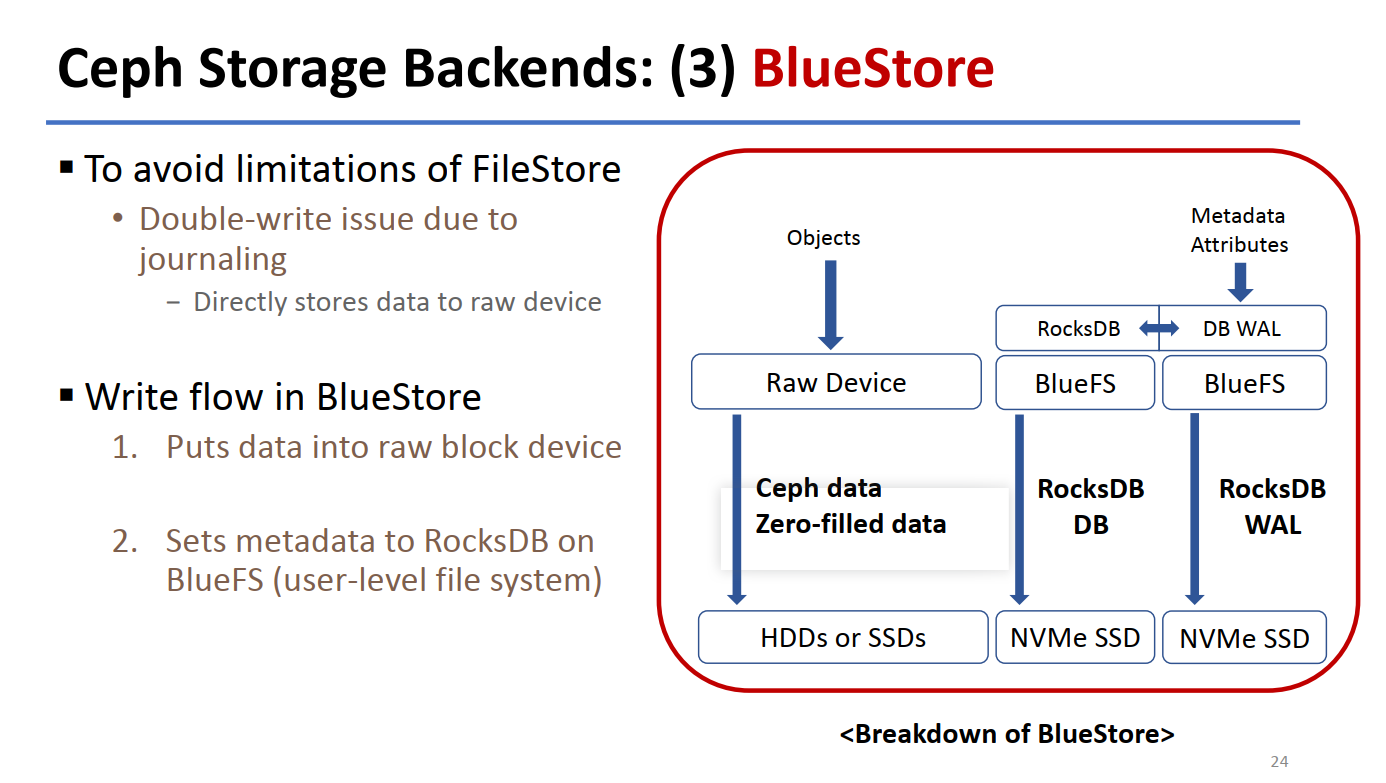 Ceph Storage Backends: (3) BlueStore
▪ To avoid limitations of FileStore
• Double-write issue due to
journaling
– Directly stores data to raw device
▪ Write flow in BlueStore
1. Puts data into raw block device
2. Sets metadata to RocksDB on
BlueFS (user-level file system)
Objects
Metadata
Attributes
RocksDB
DB WAL
Raw Device
BlueFS
BlueFS
Ceph data
Zero-filled data
RocksDB
DB
RocksDB
WAL
HDDs or SSDs
NVMe SSD
NVMe SSD
<Breakdown of BlueStore>
24